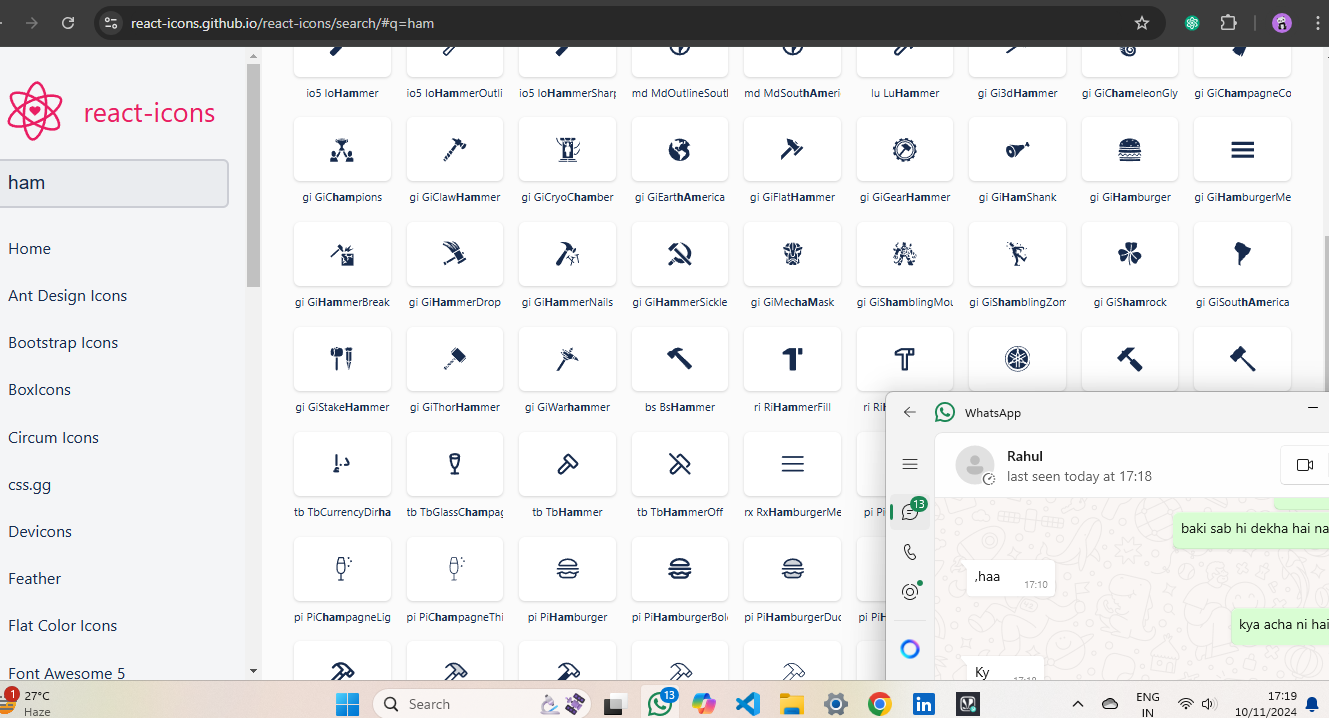 react-icons.github.io/react-icons/search/#q=ham
react-icons
ham
Home
Ant Design Icons
Bootstrap Icons
BoxIcons
Circum Icons
css.gg
Devicons
Feather
Flat Color Icons
Font Awesome 5
io5 IoHammer
io5 IoHammerOutli
io5 IoHammerSharp
md MdOutlineSoutl
md MdSouthAmeri
lu LuHammer
gi Gi3dHammer
gi GiChameleonGly
gi GiChampagneCo
gi GiChampions
gi GiClawHammer
gi GiCryoChamber
gi GiEarthAmerica
gi GiFlatHammer
gi GiGearHammer
gi GiHamShank
gi GiHamburger
gi GiHamburgerMe
gi GiHammerBreak
gi GiHammerDrop
gi GiHammerNails
gi GiHammerSickle
gi GiMechaMask
gi GiShamblingMou
gi GiShamblingZom
gi GiShamrock
gi GiSouthAmerica
gi GiStakeHammer
gi GiThorHammer
gi GiWarhammer
bs BsHammer
ri RiHammerFill
ri RiH
tb TbCurrencyDirha
tb TbGlassChampag
tb TbHammer
tb TbHammerOff
rx RxHamburgerMe
pi Pi
pi PiChampagneLig
pi PiChampagneThi
pi PiHamburger
pi PiHamburgerBol
pi PiHamburgerDuo
pi PiH
WhatsApp
Rahul
last seen today at 17:18
13
baki sab hi dekha hai na
,haa
17:10
kya acha ni hai
Ky
1
27°C
Haze
Search
13
ENG
IN
17:19
10/11/2024